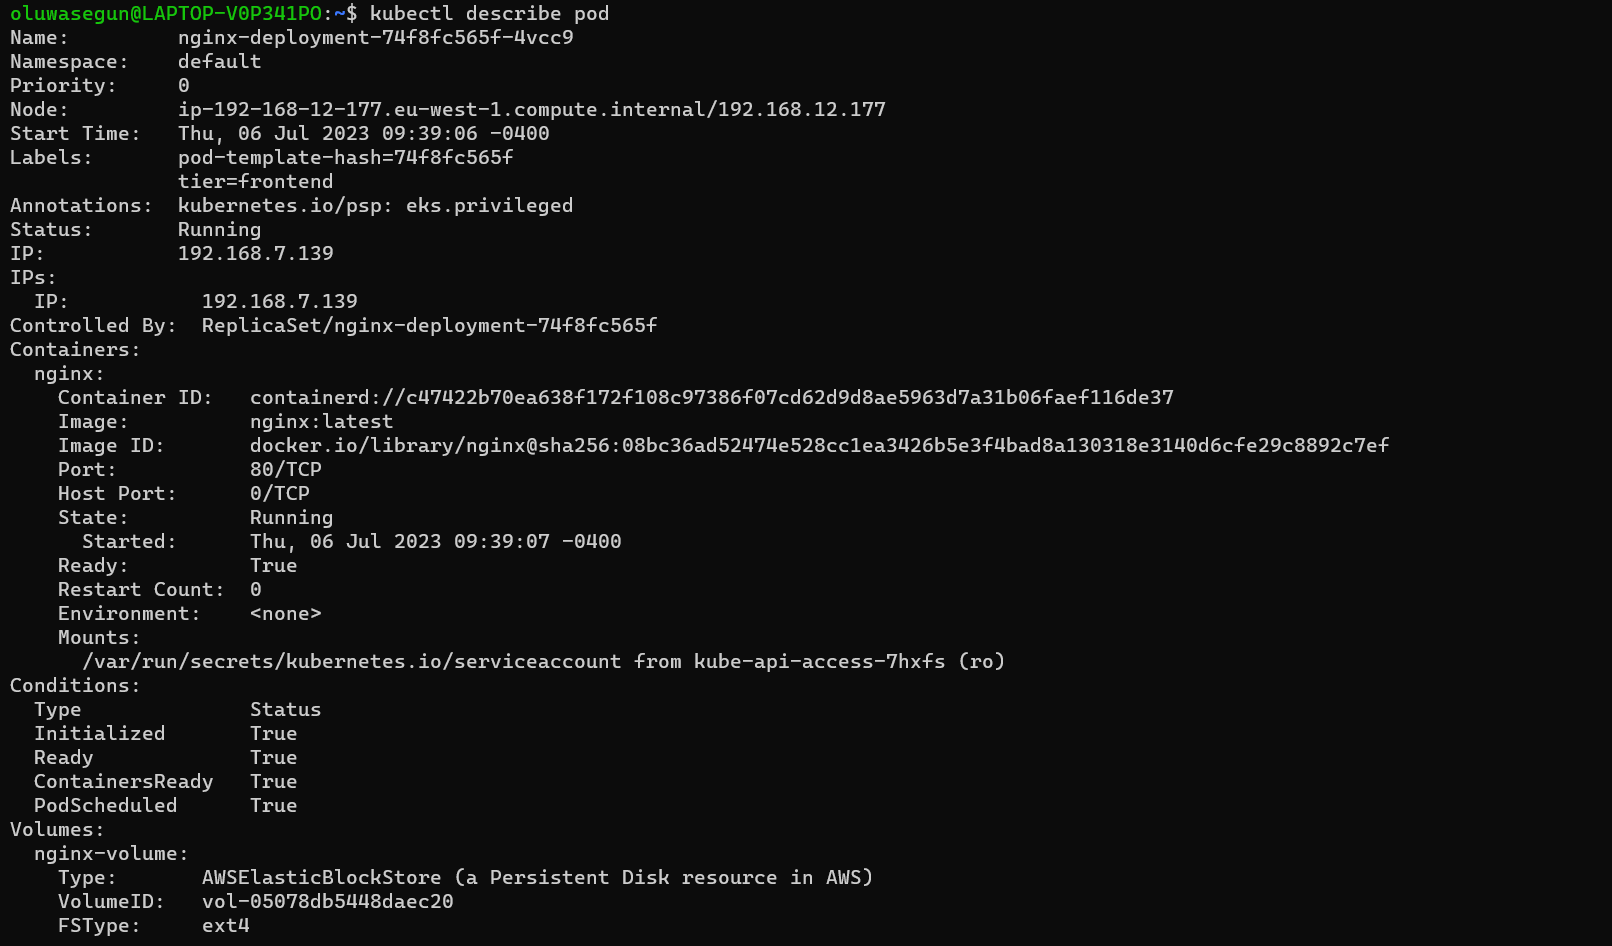 oluwasegun@LAPTOP-V0P341PO:~$ kubectl describe pod
Name:         nginx-deployment-74f8fc565f-4vcc9
Namespace:    default
Priority:     0
Node:         ip-192-168-12-177.eu-west-1.compute.internal/192.168.12.177
Start Time:   Thu, 06 Jul 2023 09:39:06 -0400
Labels:       pod-template-hash=74f8fc565f
              tier=frontend
Annotations:  kubernetes.io/psp: eks.privileged
Status:       Running
IP:           192.168.7.139
IPs:
  IP:           192.168.7.139
Controlled By:  ReplicaSet/nginx-deployment-74f8fc565f
Containers:
  nginx:
    Container ID:   containerd://c47422b70ea638f172f108c97386f07cd62d9d8ae5963d7a31b06faef116de37
    Image:          nginx:latest
    Image ID:       docker.io/library/nginx@sha256:08bc36ad52474e528cc1ea3426b5e3f4bad8a130318e3140d6cfe29c8892c7ef
    Port:           80/TCP
    Host Port:      0/TCP
    State:          Running
      Started:      Thu, 06 Jul 2023 09:39:07 -0400
    Ready:          True
    Restart Count:  0
    Environment:    <none>
    Mounts:
      /var/run/secrets/kubernetes.io/serviceaccount from kube-api-access-7hxfs (ro)
Conditions:
  Type              Status
  Initialized       True
  Ready             True
  ContainersReady   True
  PodScheduled      True
Volumes:
  nginx-volume:
    Type:       AWSElasticBlockStore (a Persistent Disk resource in AWS)
    VolumeID:   vol-05078db5448daec20
    FSType:     ext4